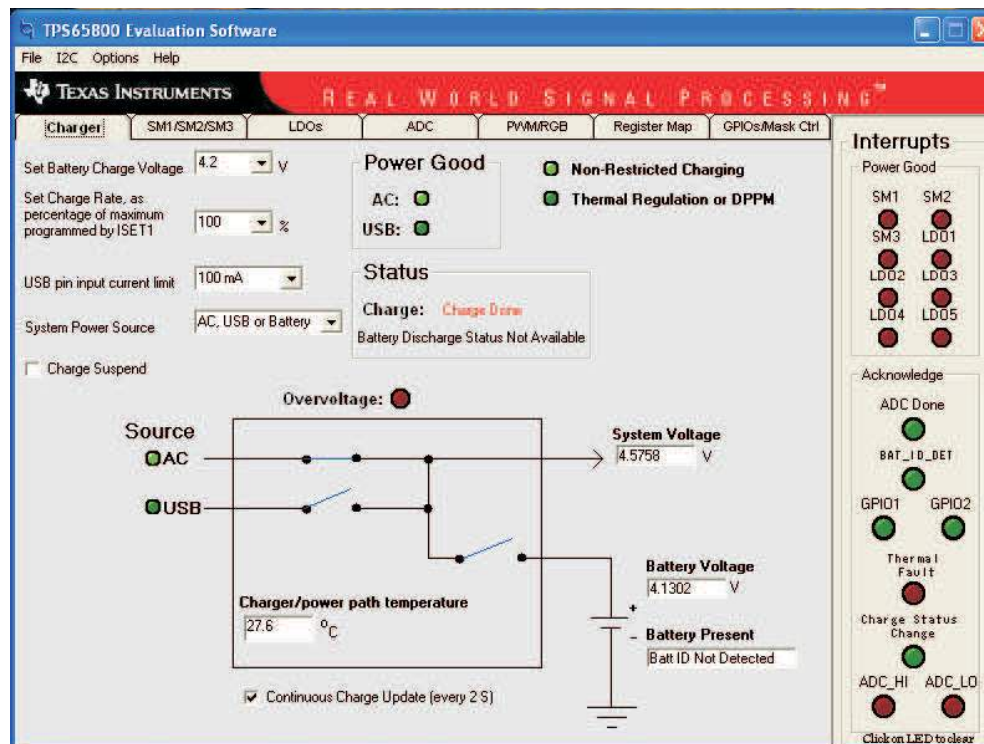 TPS65800 Evaluation Software
File I2C Options Help
TEXAS INSTRUMENTS
REAL WORLD SIGNAL PROCESSING™
Charger SM1/SM2/SM3 LDOs ADC PWM/RGB Register Map GPIOs/Mask Ctrl
Set Battery Charge Voltage 4.2 V
Set Charge Rate, as
percentage of maximum
programmed by ISET1
100 %
USB pin input current limit 100 mA
System Power Source AC, USB or Battery
Charge Suspend
Power Good
AC:
USB:
Non-Restricted Charging
Thermal Regulation or DPPM
Status
Charge: Charge Done
Battery Discharge Status Not Available
Overvoltage:
Source
AC
USB
System Voltage
4.5758 V
Battery Voltage
4.1302 V
+
- Battery Present
Batt ID Not Detected
Charger/power path temperature
27.6 °C
Continuous Charge Update (every 2 S)
Interrupts
Power Good
SM1 SM2
SM3 LDO1
LDO2 LDO3
LDO4 LDO5
Acknowledge
ADC Done
BAT_ID_DET
GPIO1 GPIO2
Thermal
Fault
Charge Status
Change
ADC_HI ADC_LO
Click on LED to clear